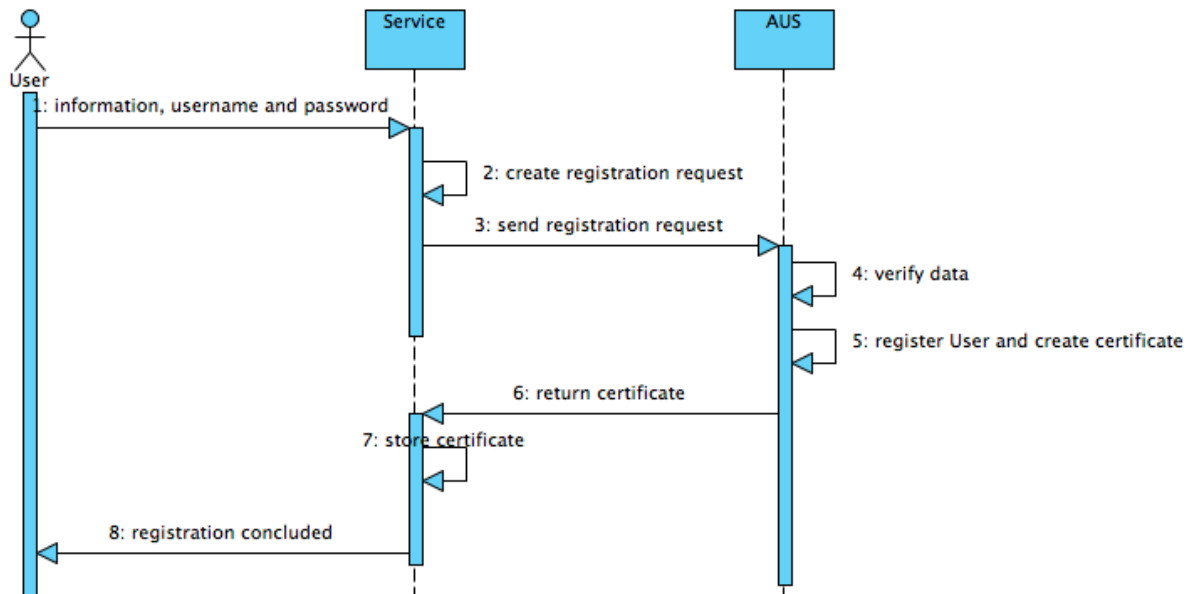 Service
AUS
User
1: information, username and password
2: create registration request
3: send registration request
4: verify data
5: register User and create certificate
6: return certificate
7: store certificate
8: registration concluded